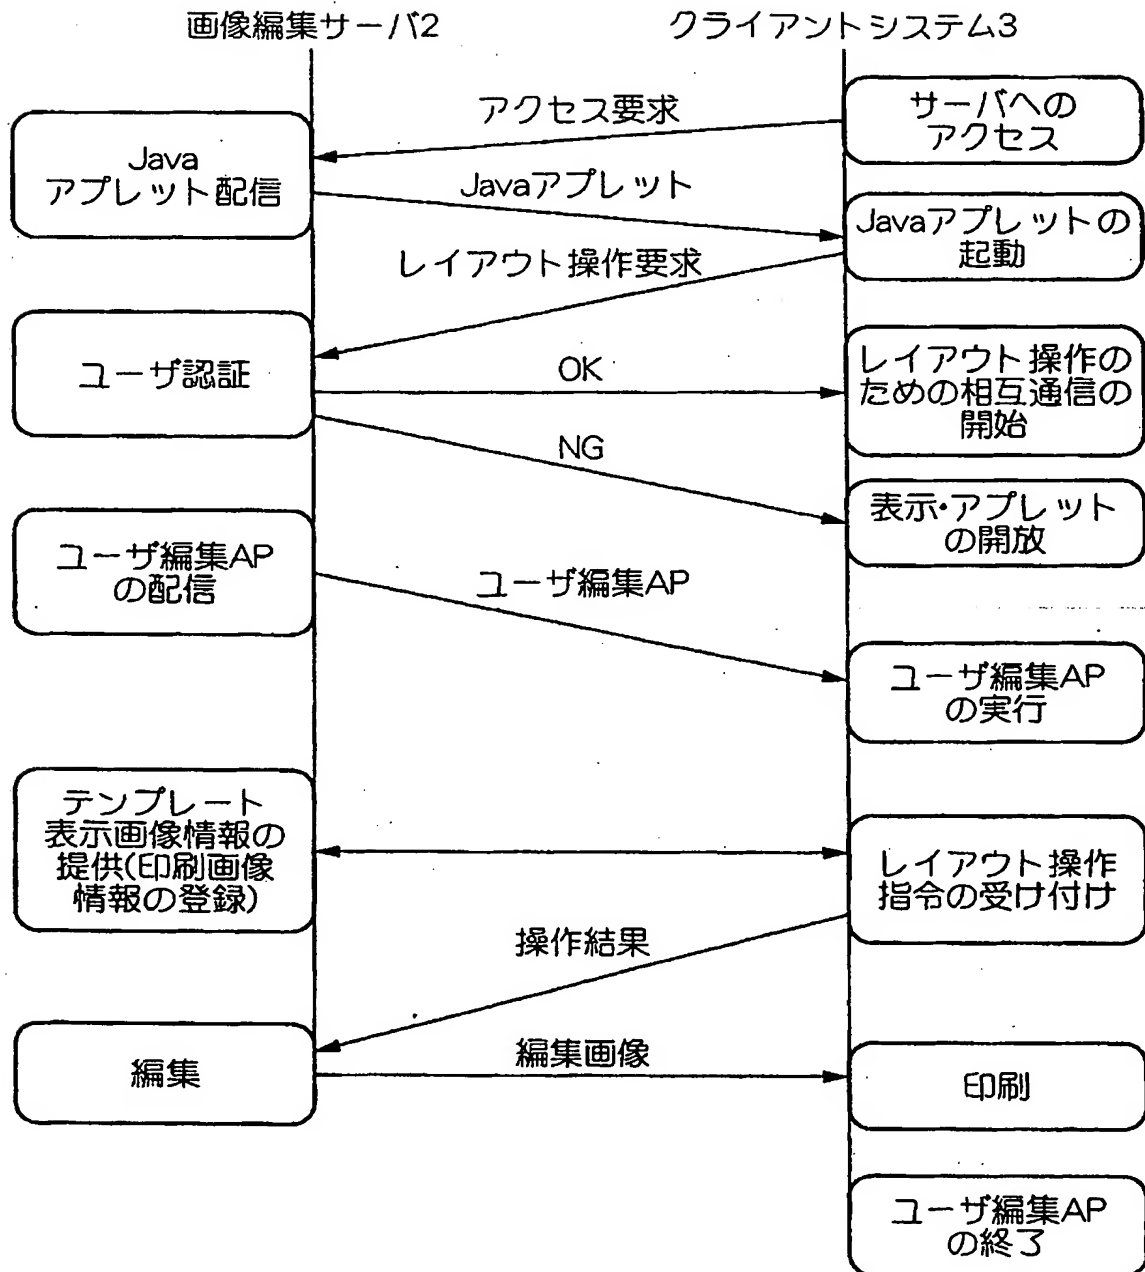 画像編集サーバ2
クライアントシステム3
サーバへの
アクセス
アクセス要求
Java
アプレット配信
Javaアプレット
Javaアプレットの
起動
レイアウト操作要求
ユーザ認証
OK
レイアウト操作の
ための相互通信の
開始
NG
表示・アプレット
の開放
ユーザ編集AP
の配信
ユーザ編集AP
ユーザ編集AP
の実行
テンプレート
表示画像情報の
提供(印刷画像
情報の登録)
レイアウト操作
指令の受け付け
操作結果
編集
編集画像
印刷
ユーザ編集AP
の終了